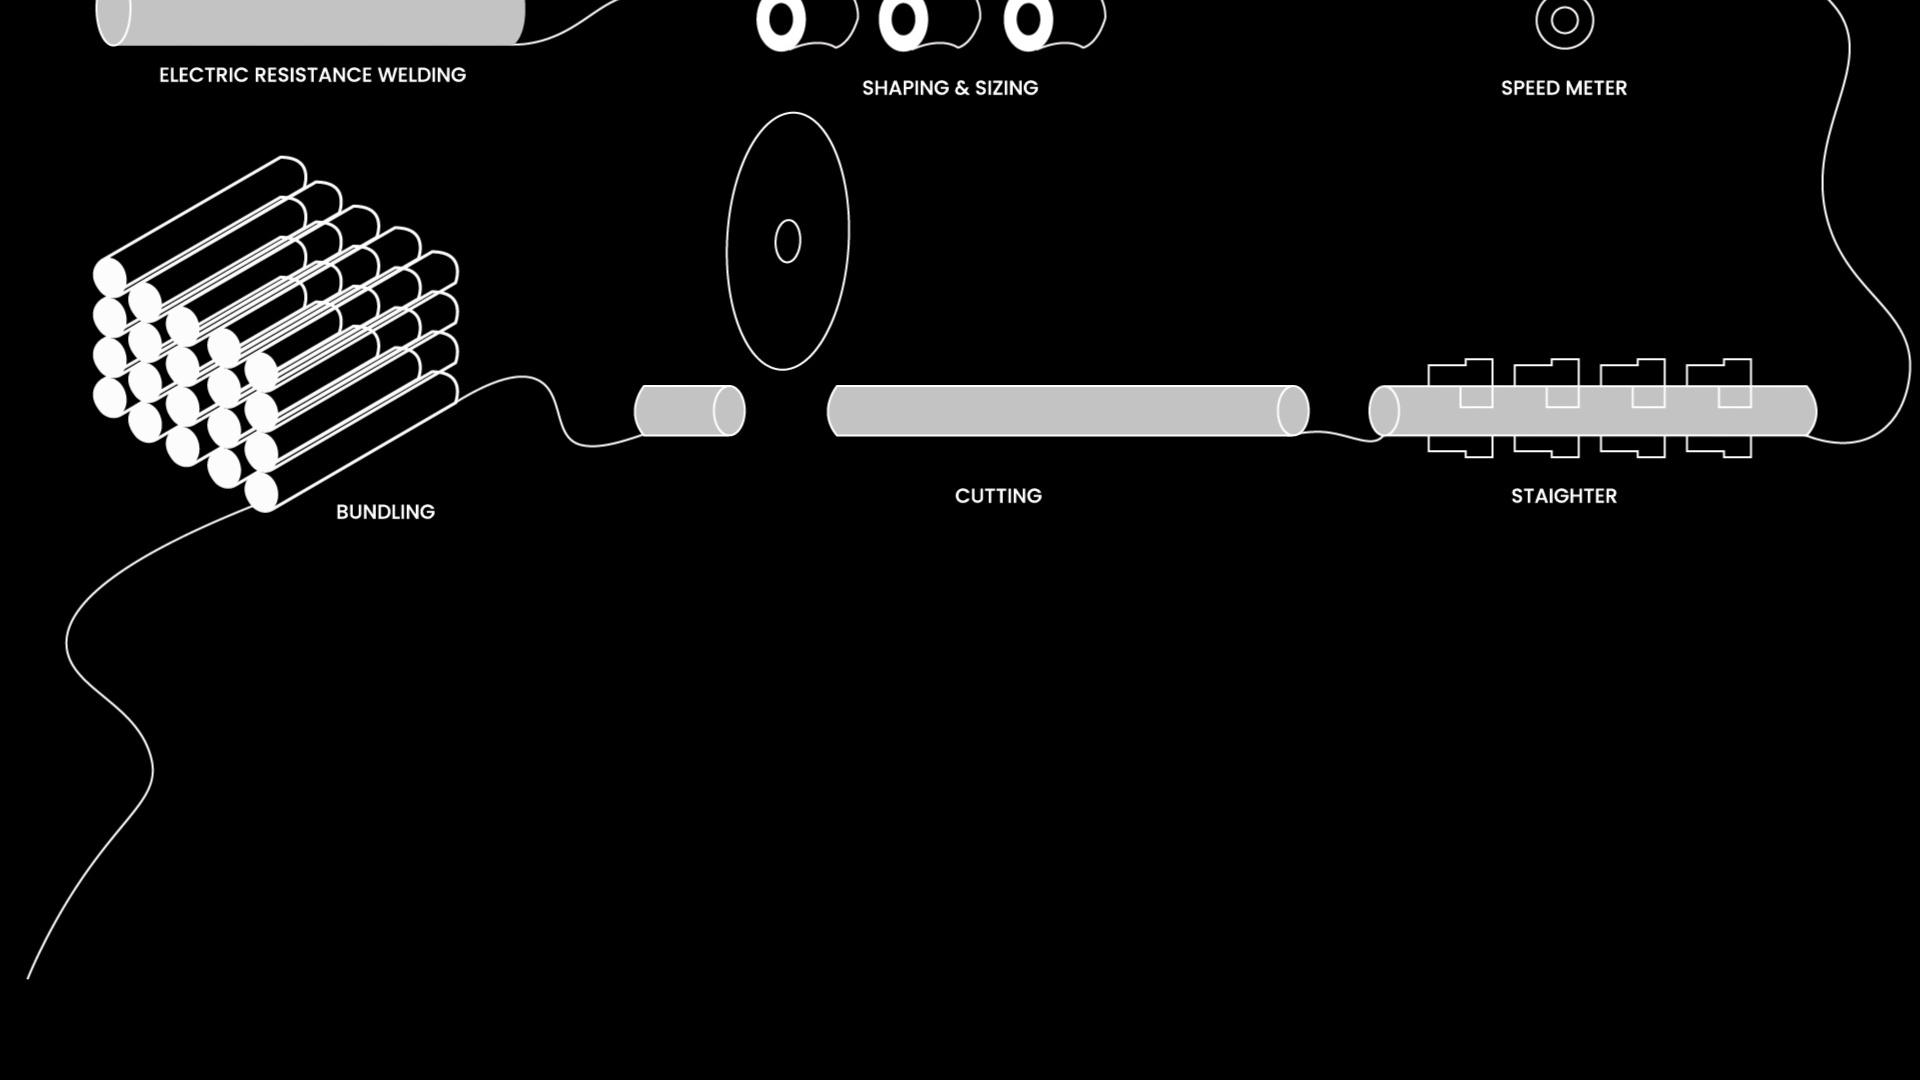 ELECTRIC RESISTANCE WELDING
SHAPING & SIZING
SPEED METER
BUNDLING
CUTTING
STAIGHTER